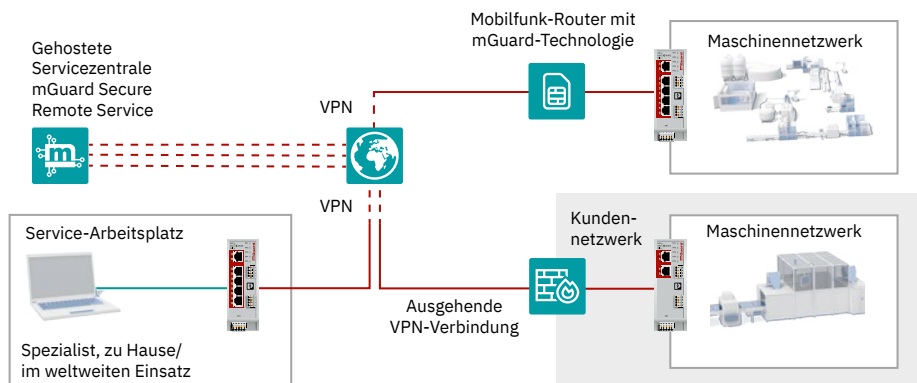 Gehostete
Servicezentrale
mGuard Secure
Remote Service
VPN
Mobilfunk-Router mit
mGuard-Technologie
Maschinennetzwerk
VPN
Service-Arbeitsplatz
Spezialist, zu Hause/
im weltweiten Einsatz
Ausgehende
VPN-Verbindung
Kunden-
netzwerk
Maschinennetzwerk